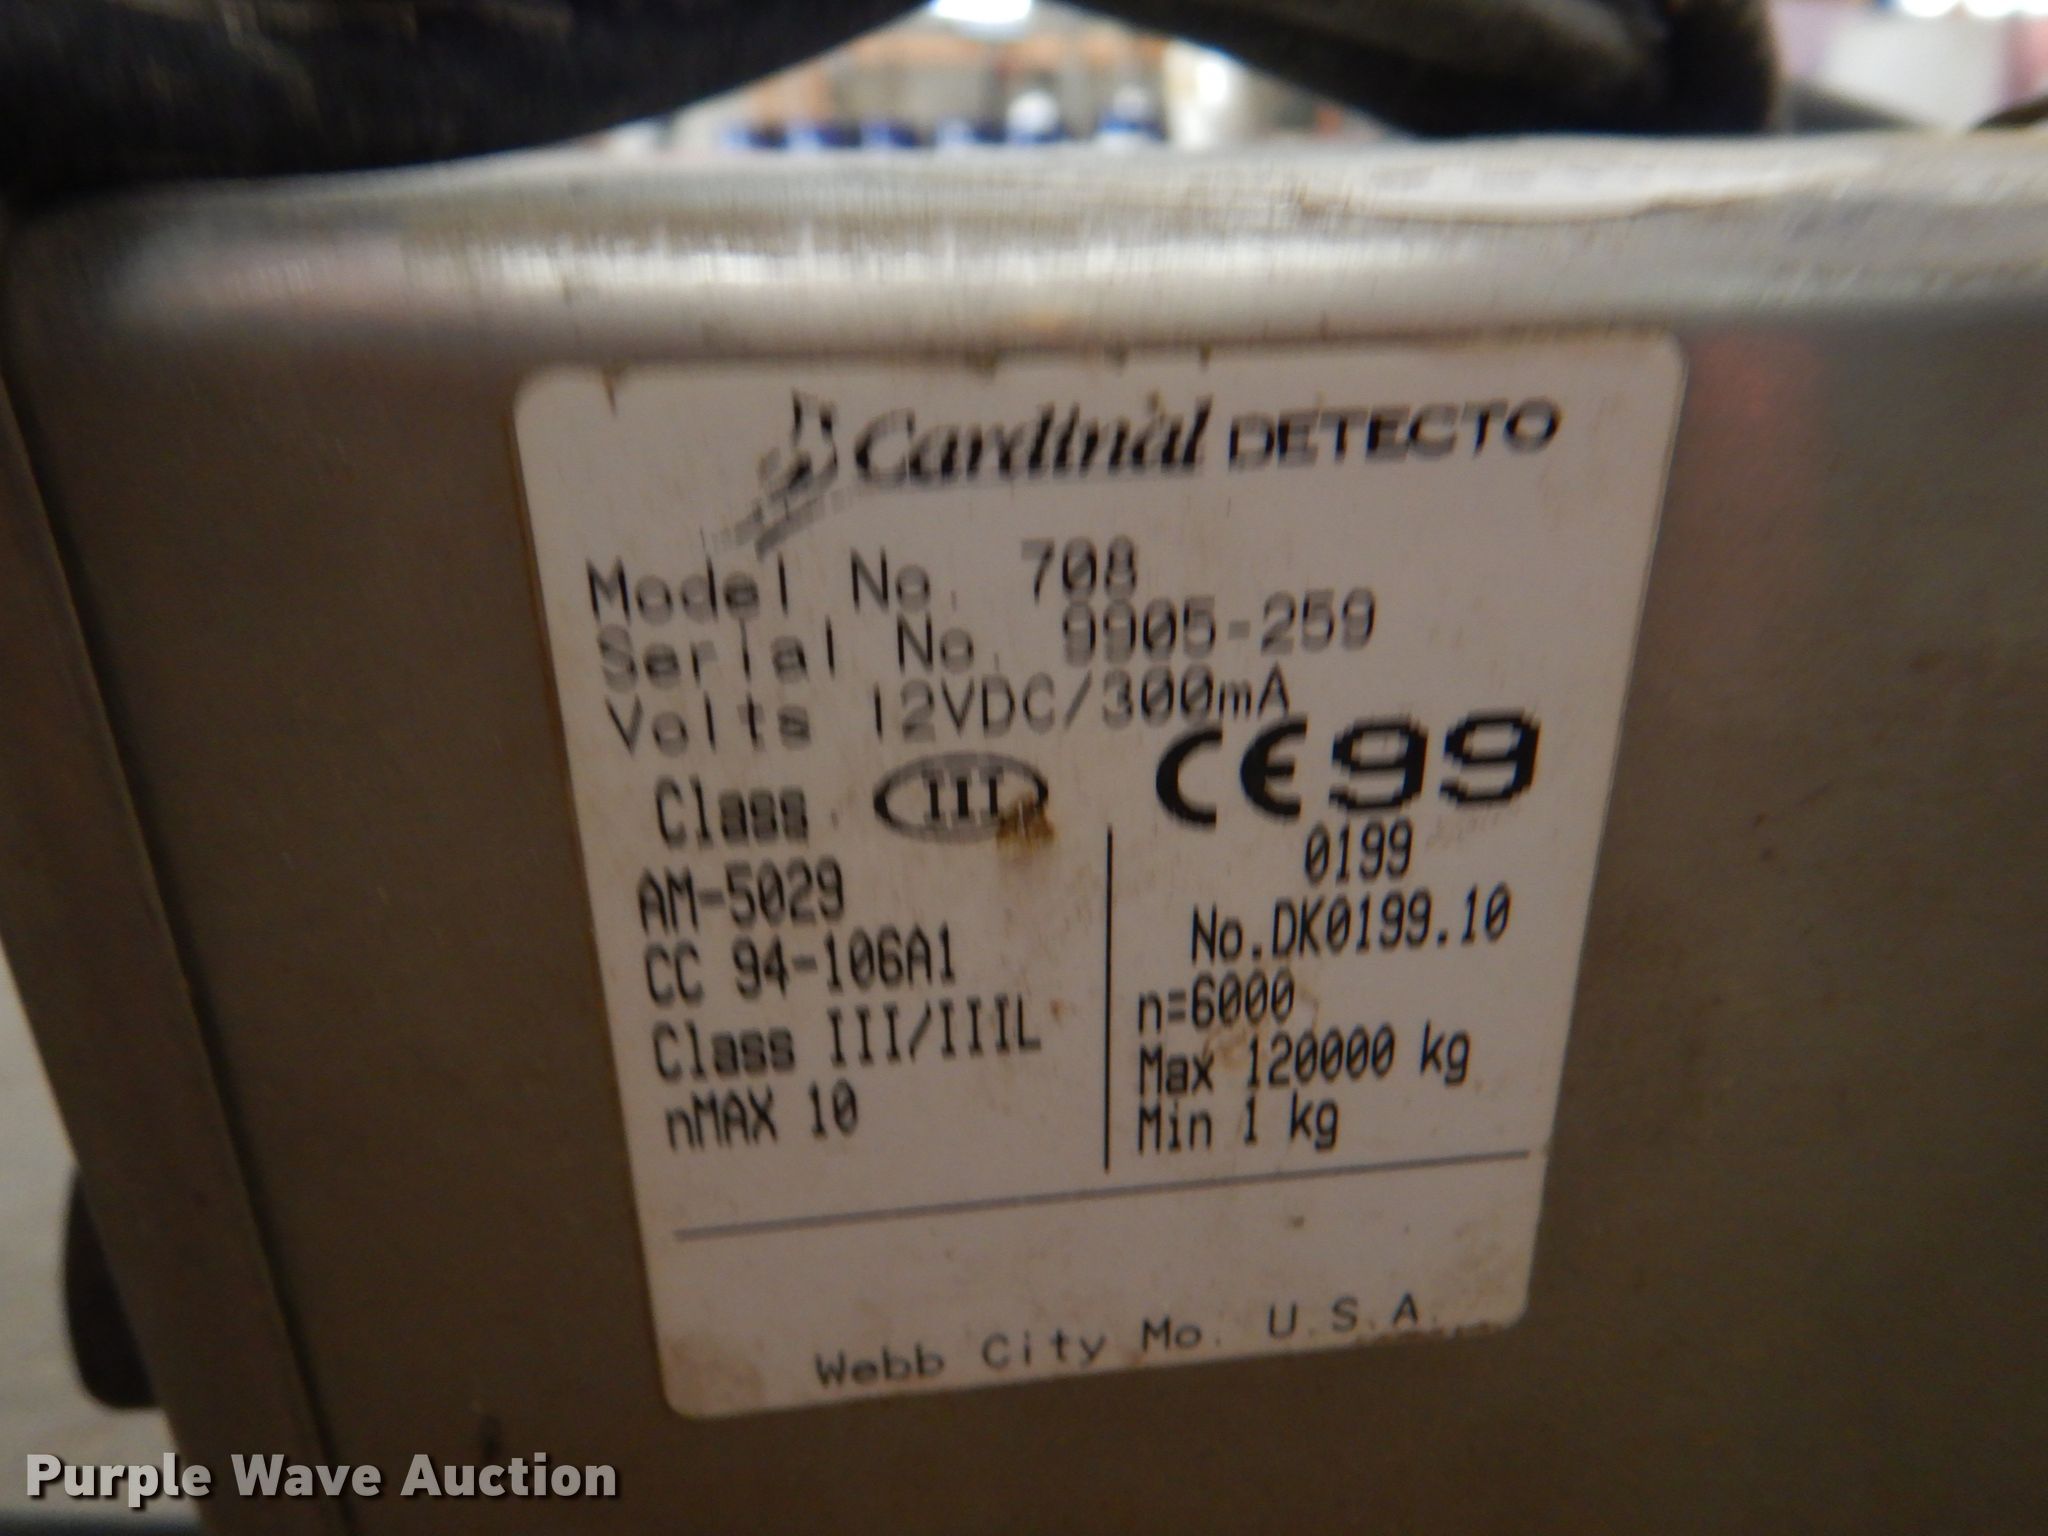 Cardinal DETECTO
Model No. 708
Serial No. 9905-259
Volts 12VDC/300mA
Class III CE99
0199
AM-5029
No.DK0199.10
CC 94-106A1
n=6000
Class III/IIIL
Max 120000 kg
nMAX 10
Min 1 kg
Webb City Mo. U.S.A.
Purple Wave Auction